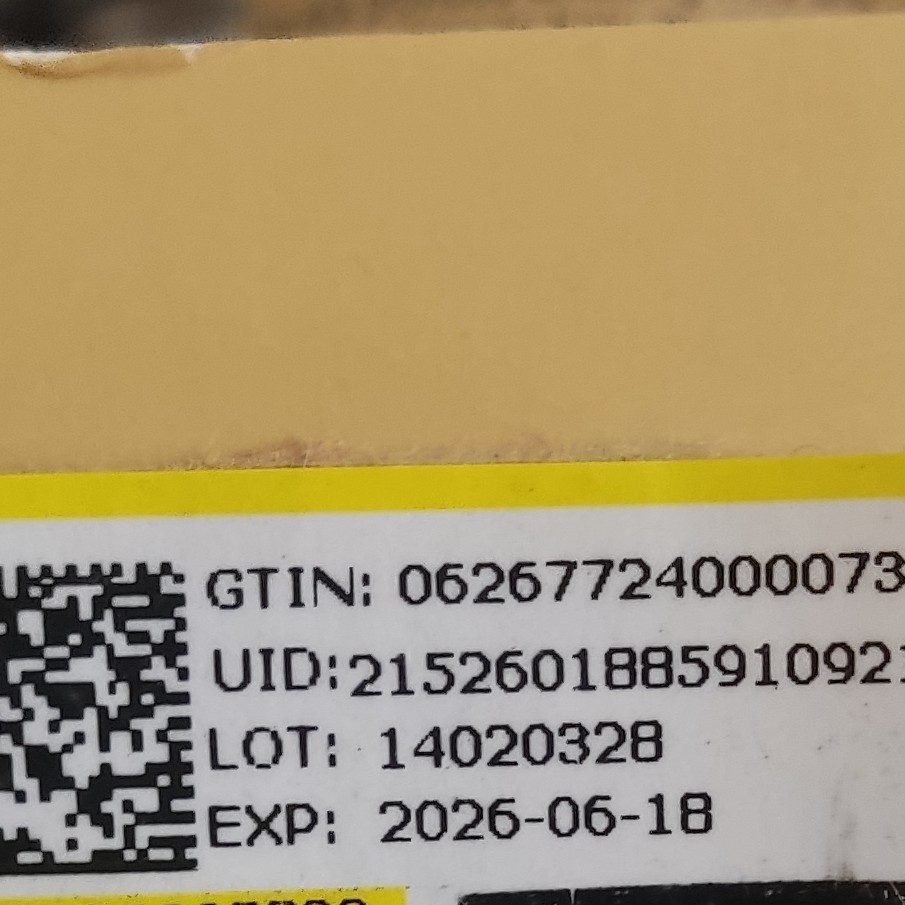 GTIN: 06267724000073
UID:215260188591092
LOT: 14020328
EXP: 2026-06-18